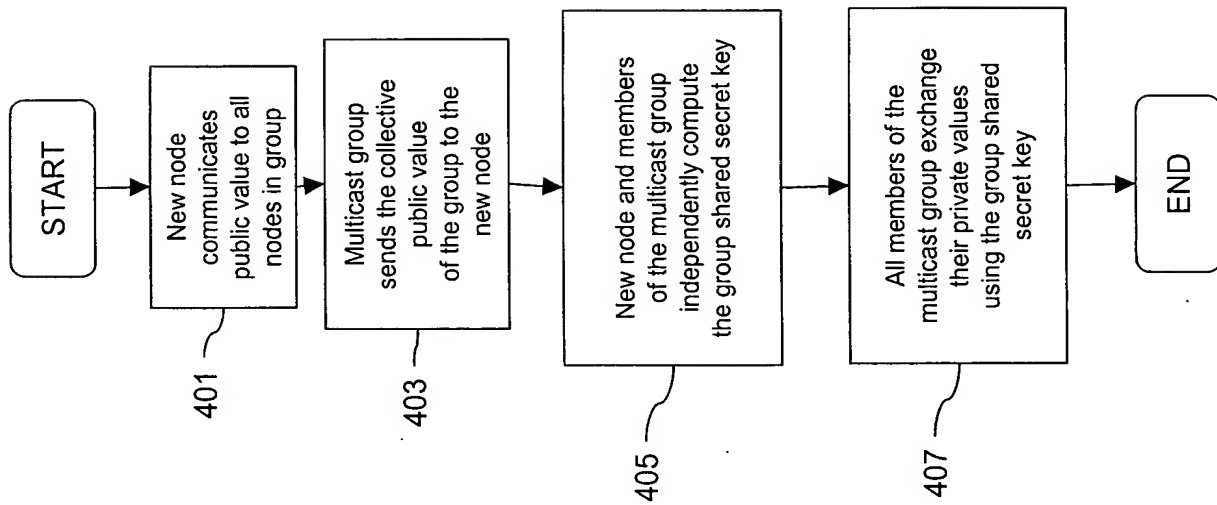 START
New node
communicates
public value to all
nodes in group
401
Multicast group
sends the collective
public value
of the group to the
new node
403
New node and members
of the multicast group
independently compute
the group shared secret key
405
All members of the
multicast group exchange
their private values
using the group shared
secret key
407
END